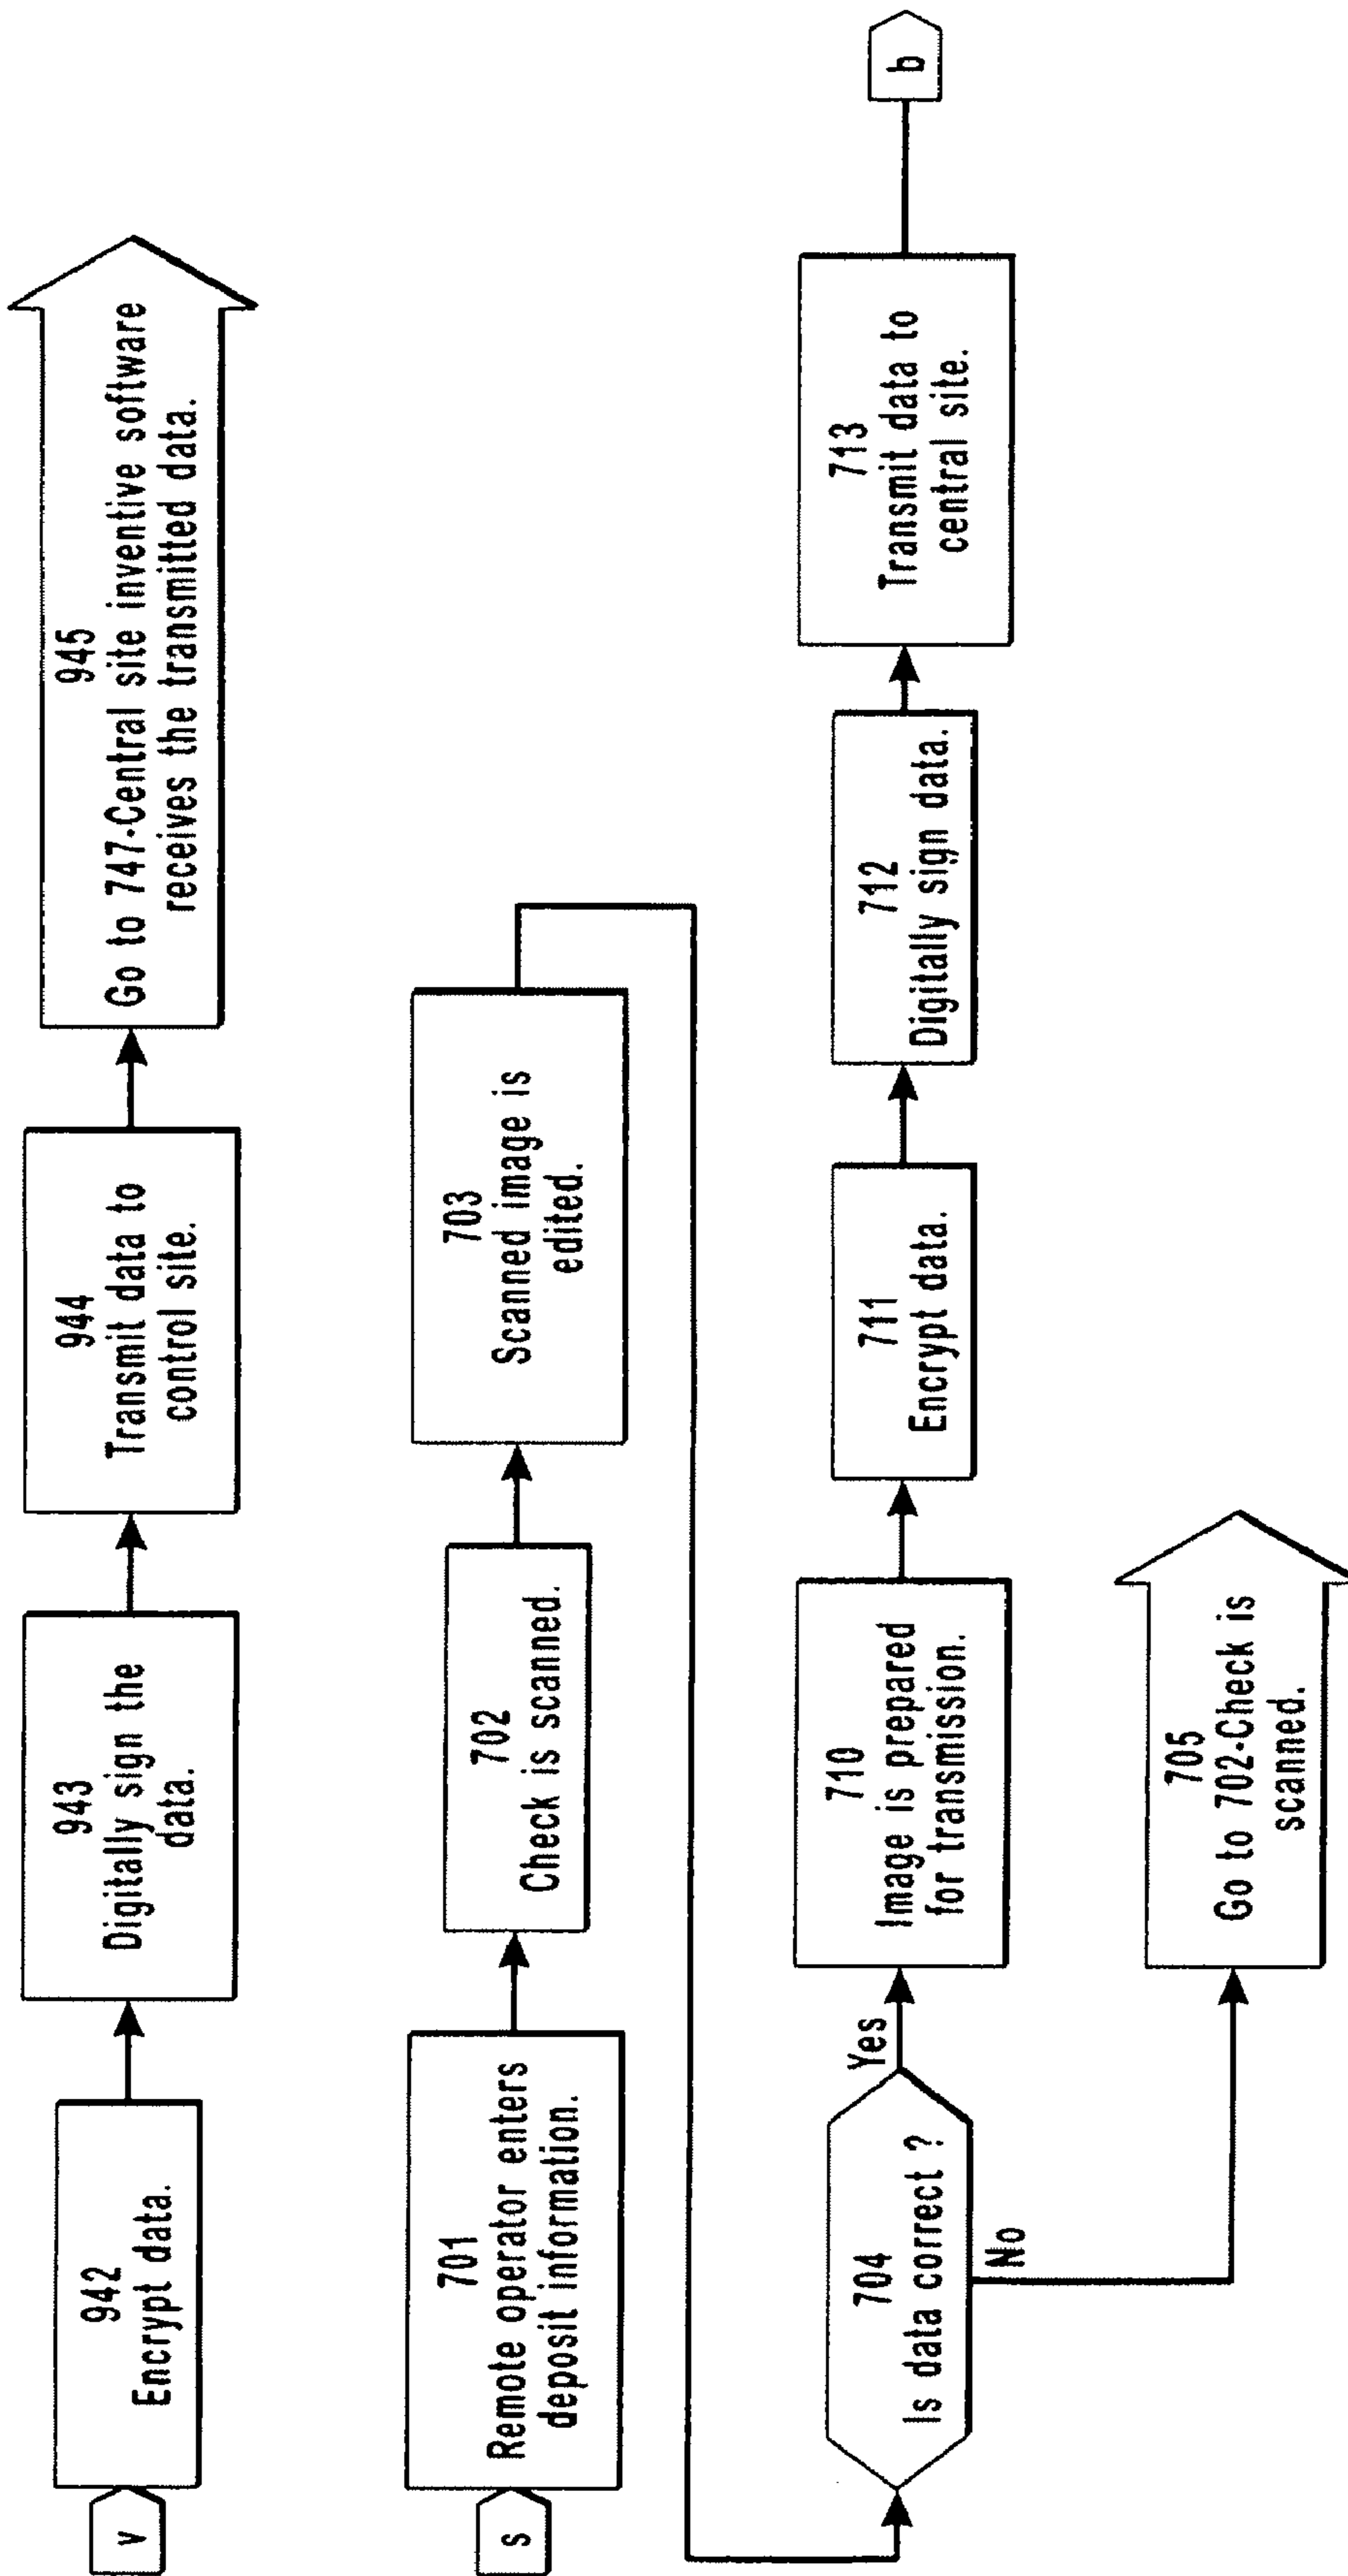 v
942
Encrypt data.
943
Digitally sign the
data.
944
Transmit data to
control site.
945
Go to 747-Central site inventive software
receives the transmitted data.
s
701
Remote operator enters
deposit information.
702
Check is scanned.
703
Scanned image is
edited.
704
Is data correct ?
Yes
No
710
Image is prepared
for transmission.
711
Encrypt data.
712
Digitally sign data.
713
Transmit data to
central site.
b
705
Go to 702-Check is
scanned.